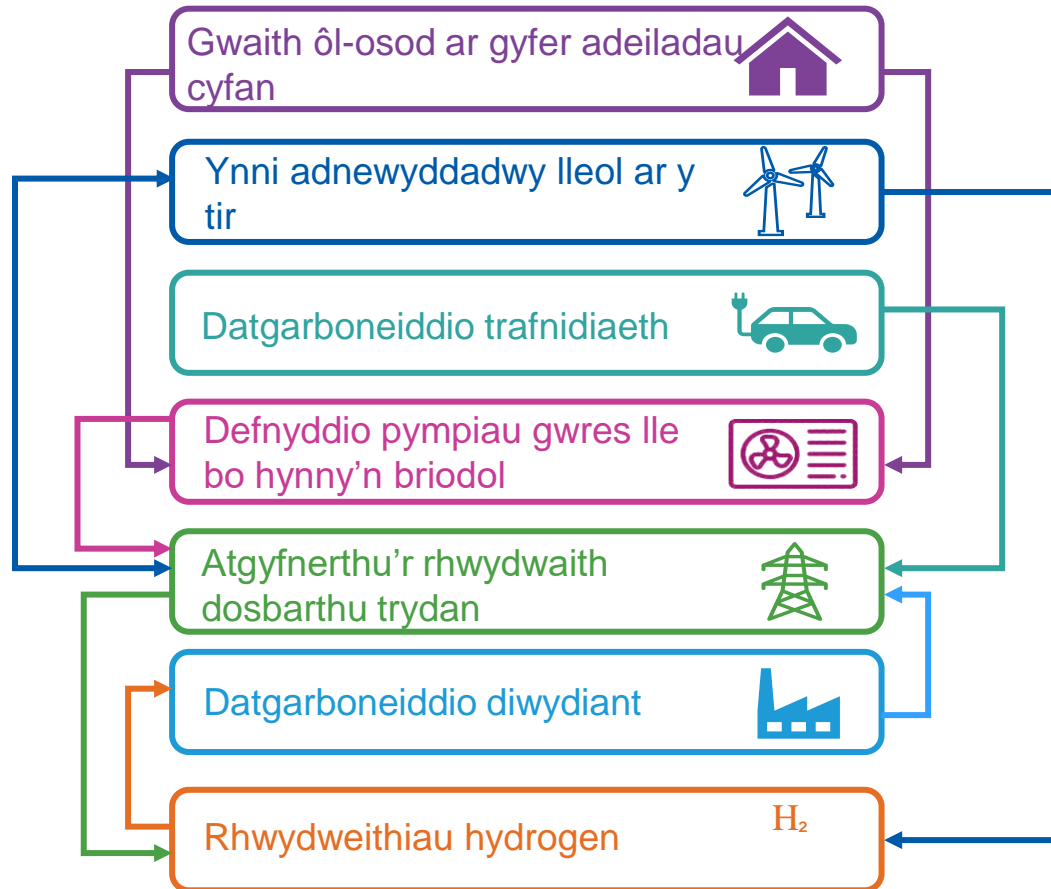 Gwaith ôl-osod ar gyfer adeiladau
cyfan
Ynni adnewyddadwy lleol ar y
tir
Datgarboneiddio trafnidiaeth
Defnyddio pympiau gwres lle
bo hynny’n briodol
Atgyfnerthu’r rhwydwaith
dosbarthu trydan
Datgarboneiddio diwydiant
Rhwydweithiau hydrogen
H₂